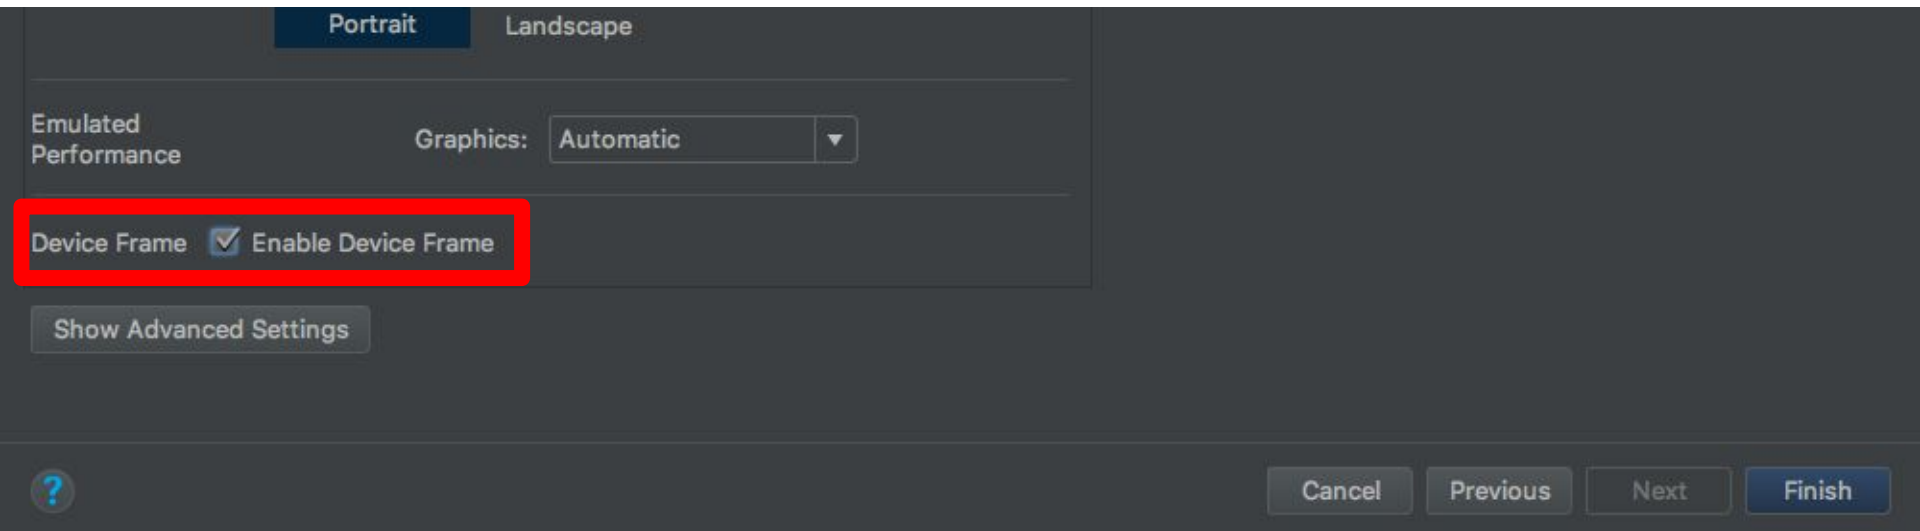 Portrait Landscape
Emulated
Performance
Graphics: Automatic
Device Frame Enable Device Frame
Show Advanced Settings
? Cancel Previous Next Finish